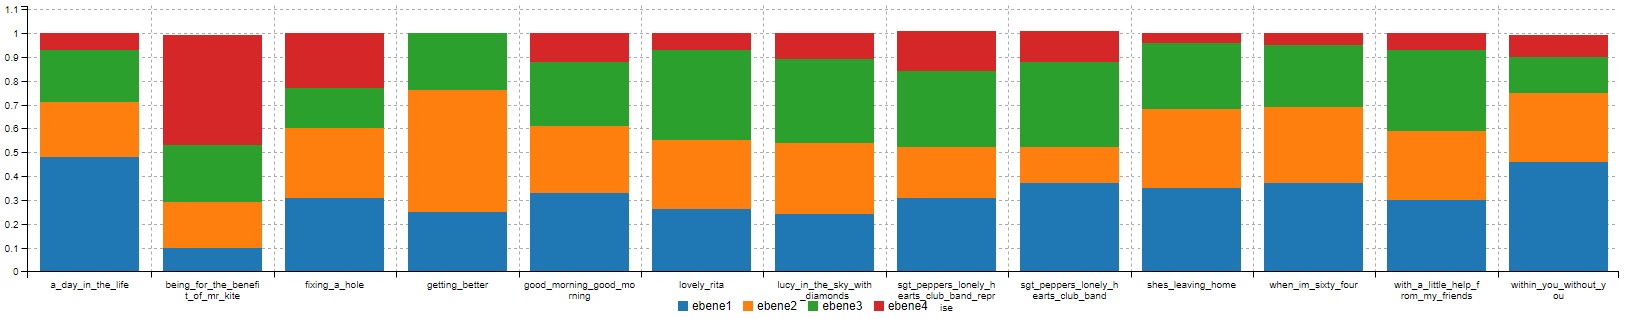 1.1
1
0.9
0.8
0.7
0.6
0.5
0.4
0.3
0.2
0.1
0
a_day_in_the_life
being_for_the_benefi
t_of_mr_kite
fixing_a_hole
getting_better
good_morning_good_mo
rning
lovely_rita
lucy_in_the_sky_with
_diamonds
sgt_peppers_lonely_h
earts_club_band_repr
ise
sgt_peppers_lonely_h
earts_club_band
shes_leaving_home
when_im_sixty_four
with_a_little_help_f
rom_my_friends
within_you_without_y
ou
ebene1 ebene2 ebene3 ebene4